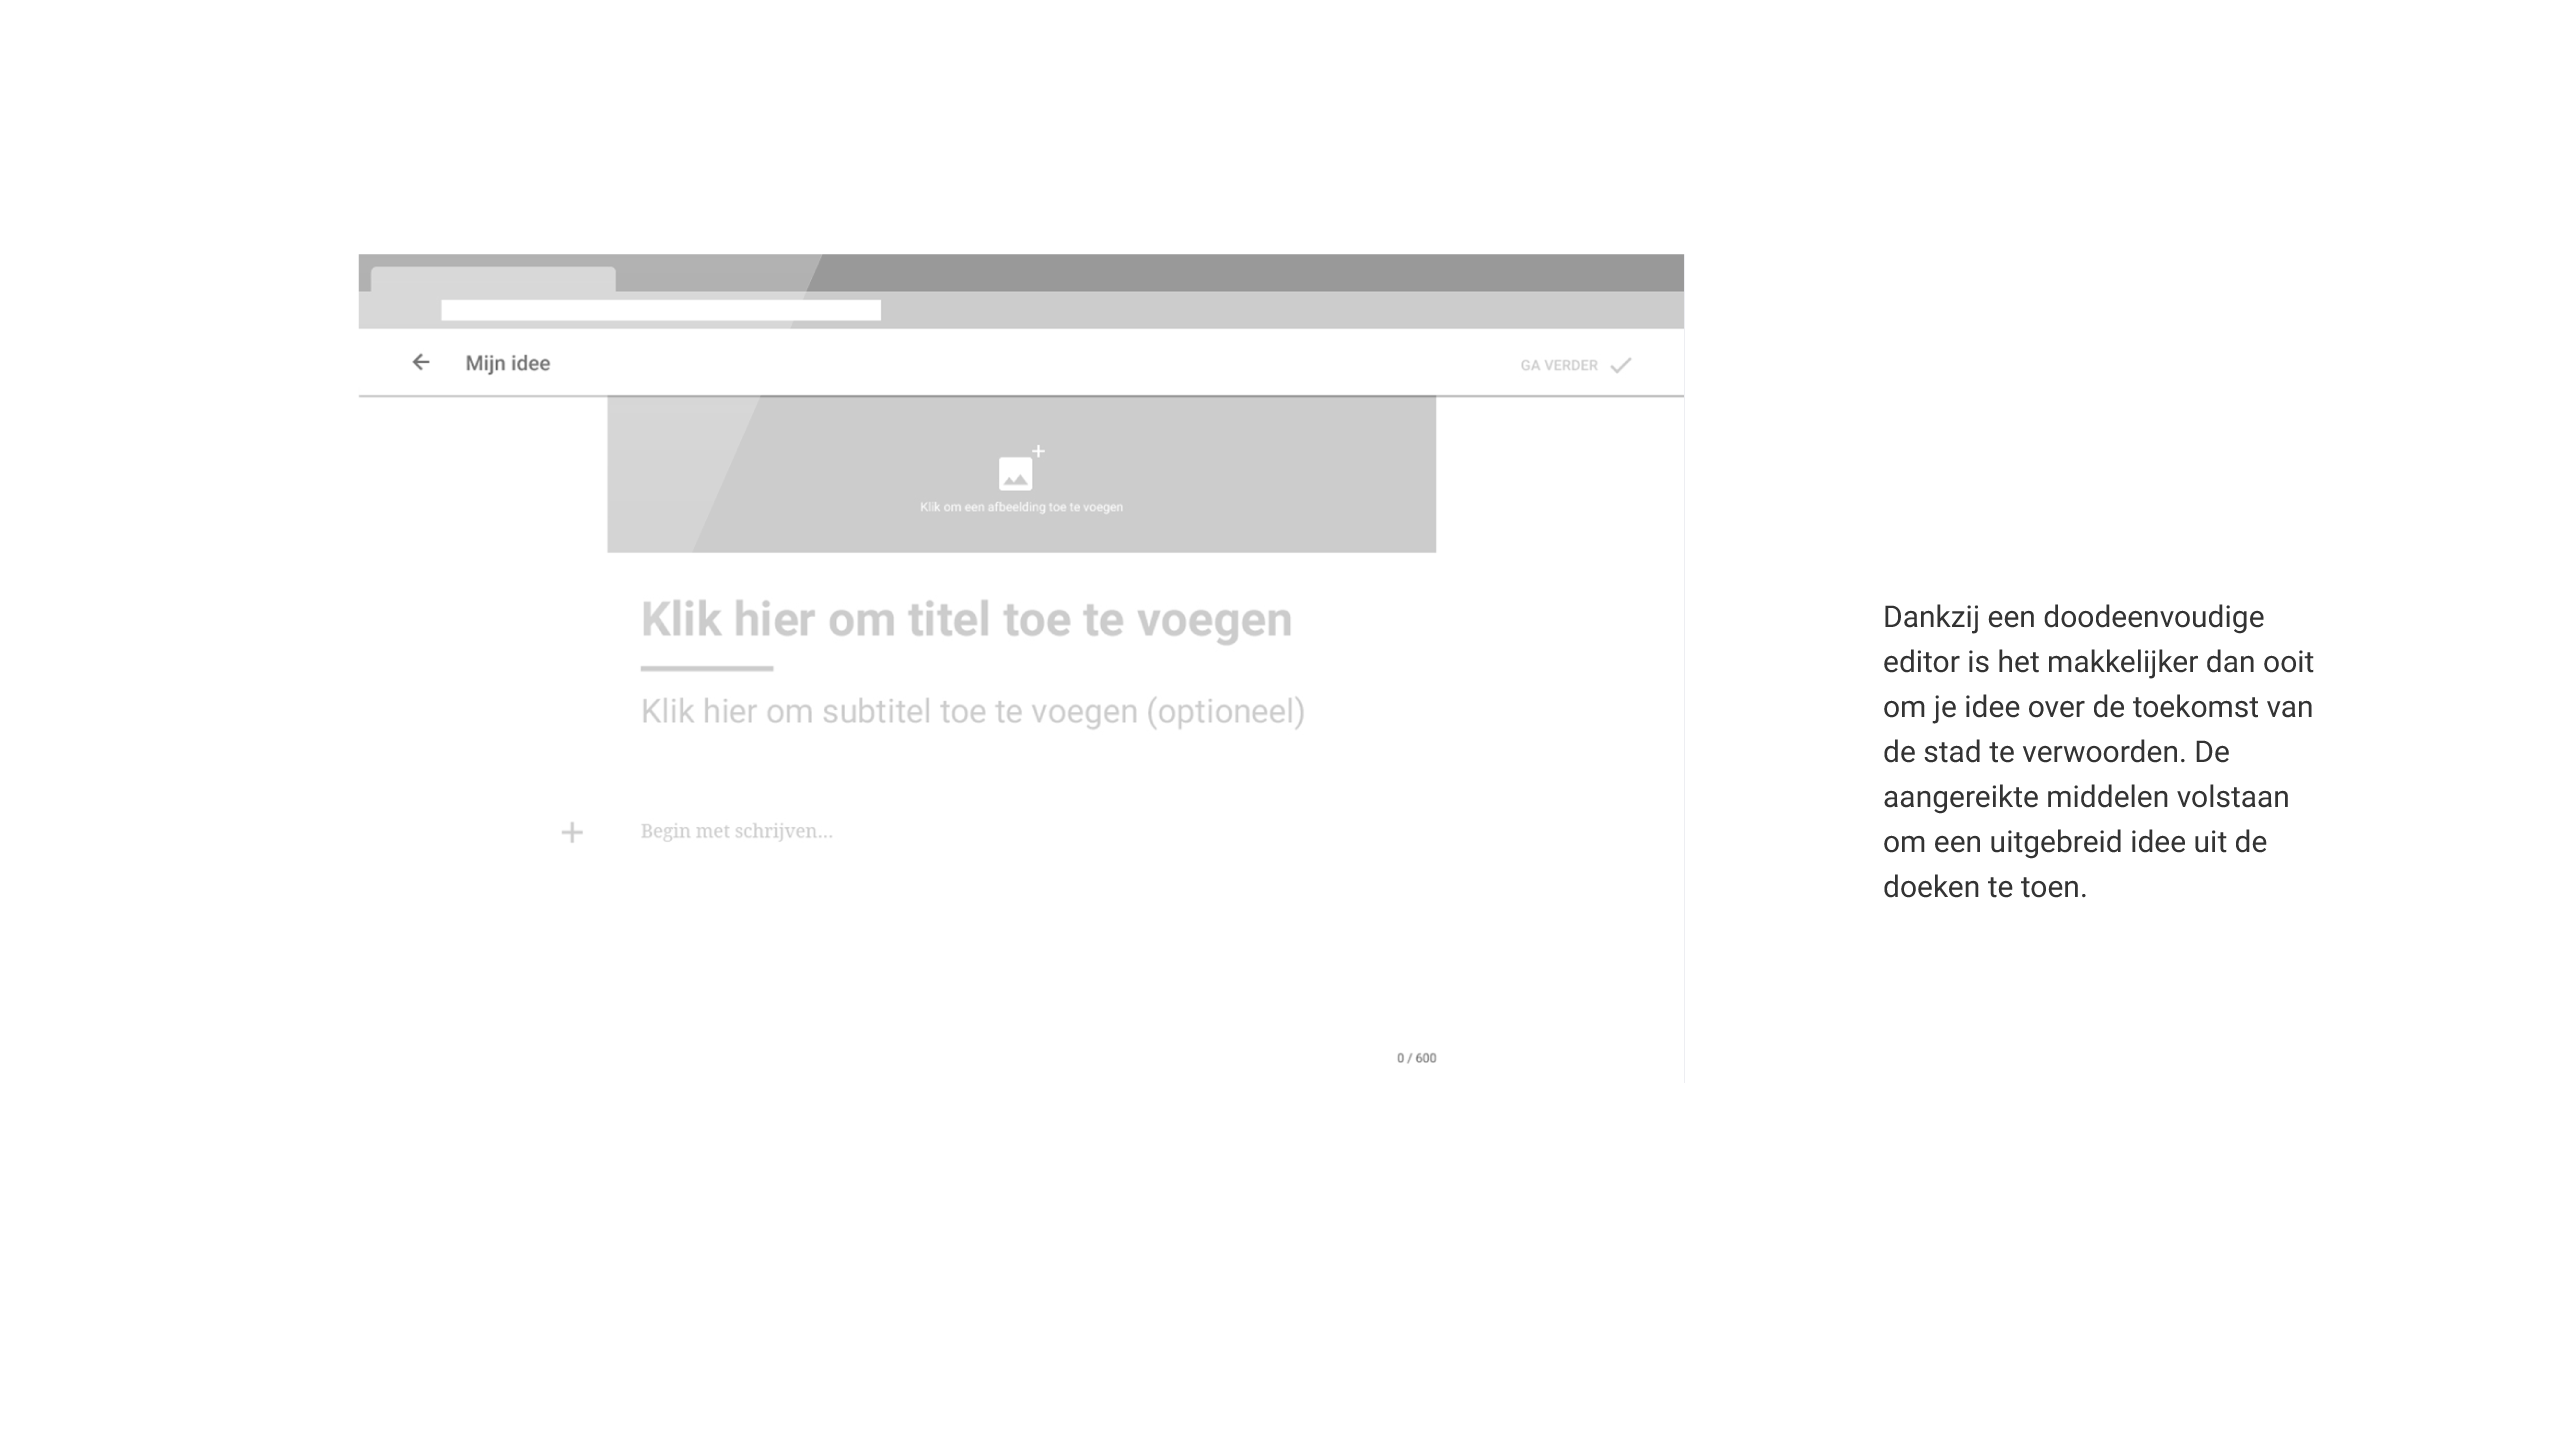 Mijn idee
GA VERDER
Klik om een afbeelding toe te voegen
Klik hier om titel toe te voegen
Klik hier om subtitel toe te voegen (optioneel)
Begin met schrijven...
0 / 600
Dankzij een doodeenvoudige
editor is het makkelijker dan ooit
om je idee over de toekomst van
de stad te verwoorden. De
aangereikte middelen volstaan
om een uitgebreid idee uit de
doeken te toen.